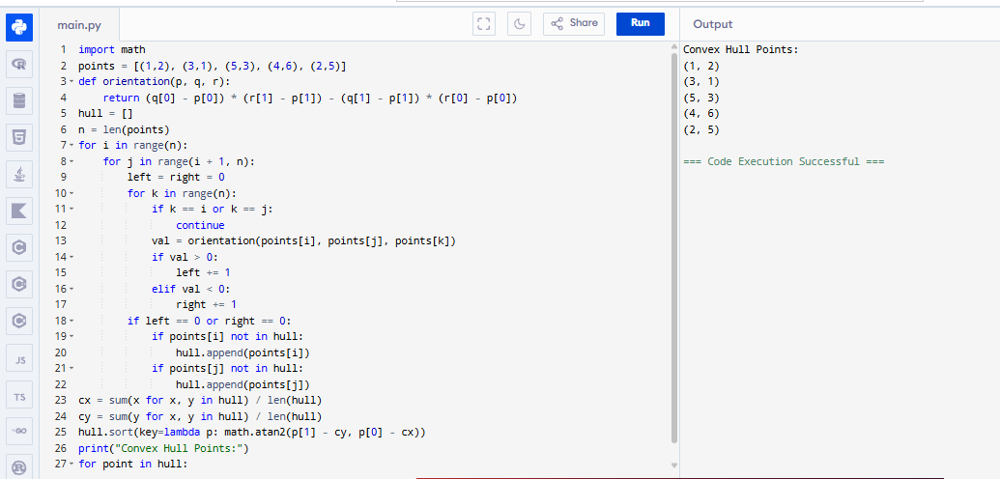 main.py
Share
Run
Output
1 import math
2 points = [(1,2), (3,1), (5,3), (4,6), (2,5)]
3 def orientation(p, q, r):
4     return (q[0] - p[0]) * (r[1] - p[1]) - (q[1] - p[1]) * (r[0] - p[0])
5 hull = []
6 n = len(points)
7 for i in range(n):
8     for j in range(i + 1, n):
9         left = right = 0
10         for k in range(n):
11             if k == i or k == j:
12                 continue
13             val = orientation(points[i], points[j], points[k])
14             if val > 0:
15                 left += 1
16             elif val < 0:
17                 right += 1
18         if left == 0 or right == 0:
19             if points[i] not in hull:
20                 hull.append(points[i])
21             if points[j] not in hull:
22                 hull.append(points[j])
23 cx = sum(x for x, y in hull) / len(hull)
24 cy = sum(y for x, y in hull) / len(hull)
25 hull.sort(key=lambda p: math.atan2(p[1] - cy, p[0] - cx))
26 print("Convex Hull Points:")
27 for point in hull:
Convex Hull Points:
(1, 2)
(3, 1)
(5, 3)
(4, 6)
(2, 5)
=== Code Execution Successful ===
JS
TS
GO